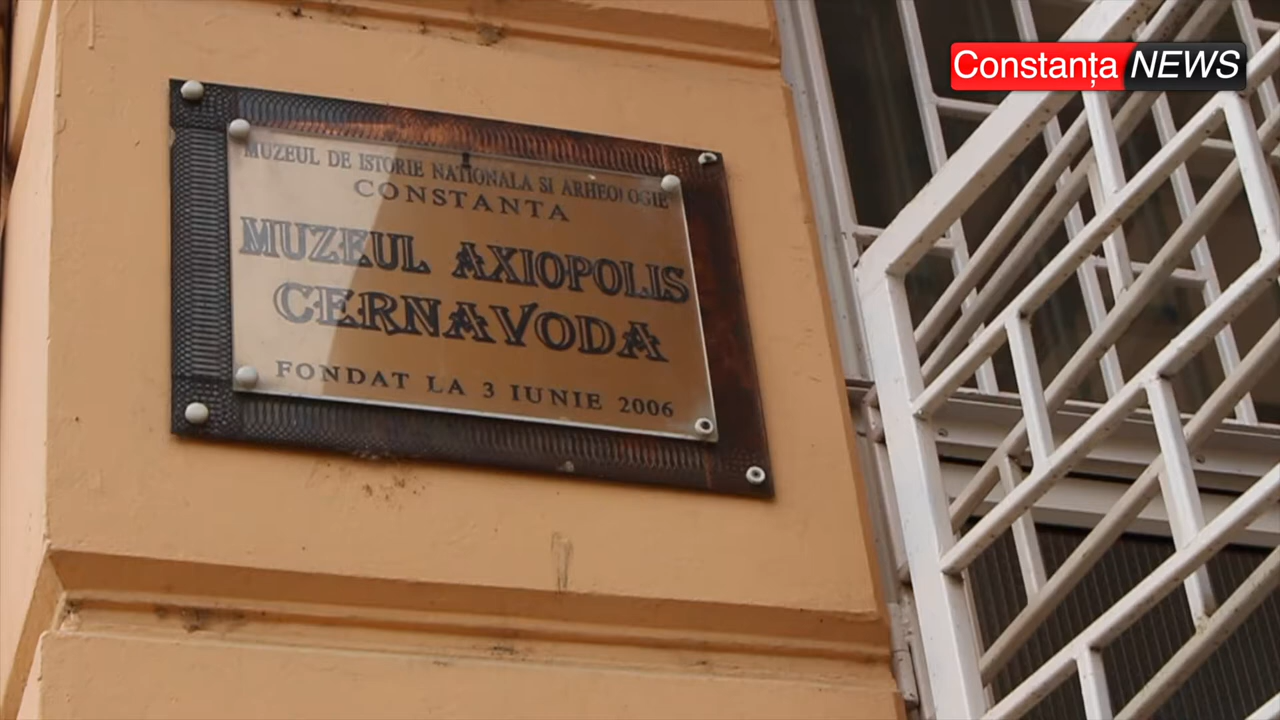 Constanța NEWS
MUZEUL DE ISTORIE NATIONALA SI ARHEOLOGIE
CONSTANTA
MUZEUL AXIOPOLIS
CERNAVODA
FONDAT LA 3 IUNIE 2006